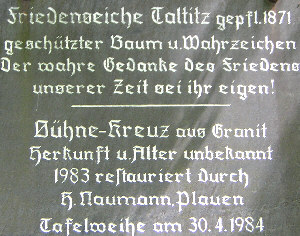 Friedenseiche Taltitz gepfl.1871
geschützter Baum u. Wahrzeichen
Der wahre Gedanke des Friedens
unserer Zeit sei ihr eigen!
Sühne-Kreuz aus Granit
Herkunft u. Alter unbekannt
1983 restauriert durch
H. Naumann, Plauen
Tafelweihe am 30.4.1984